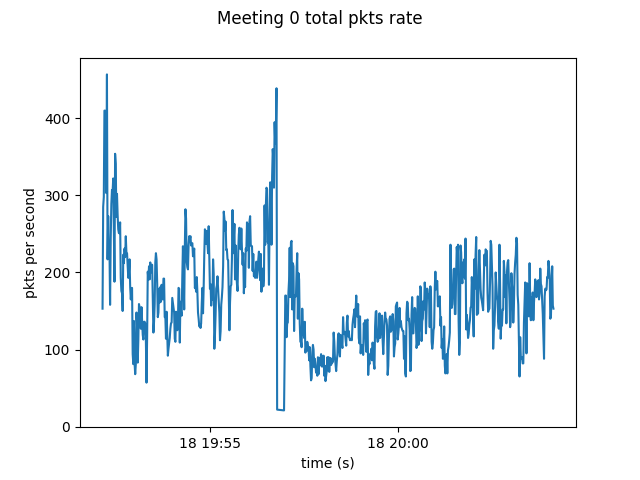 Meeting 0 total pkts rate
pkts per second
400
300
200
100
0
18 19:55
18 20:00
time (s)